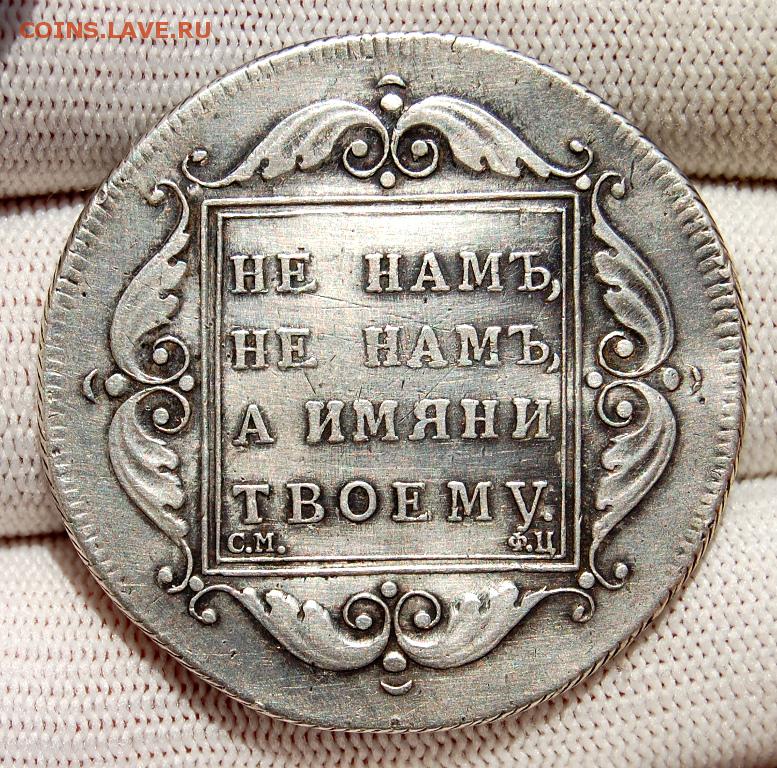 COINS.LAVE.RU
НЕ НАМЪ,
НЕ НАМЪ,
А ИМЯНИ
ТВОЕМУ.
С.М. Ф.Ц